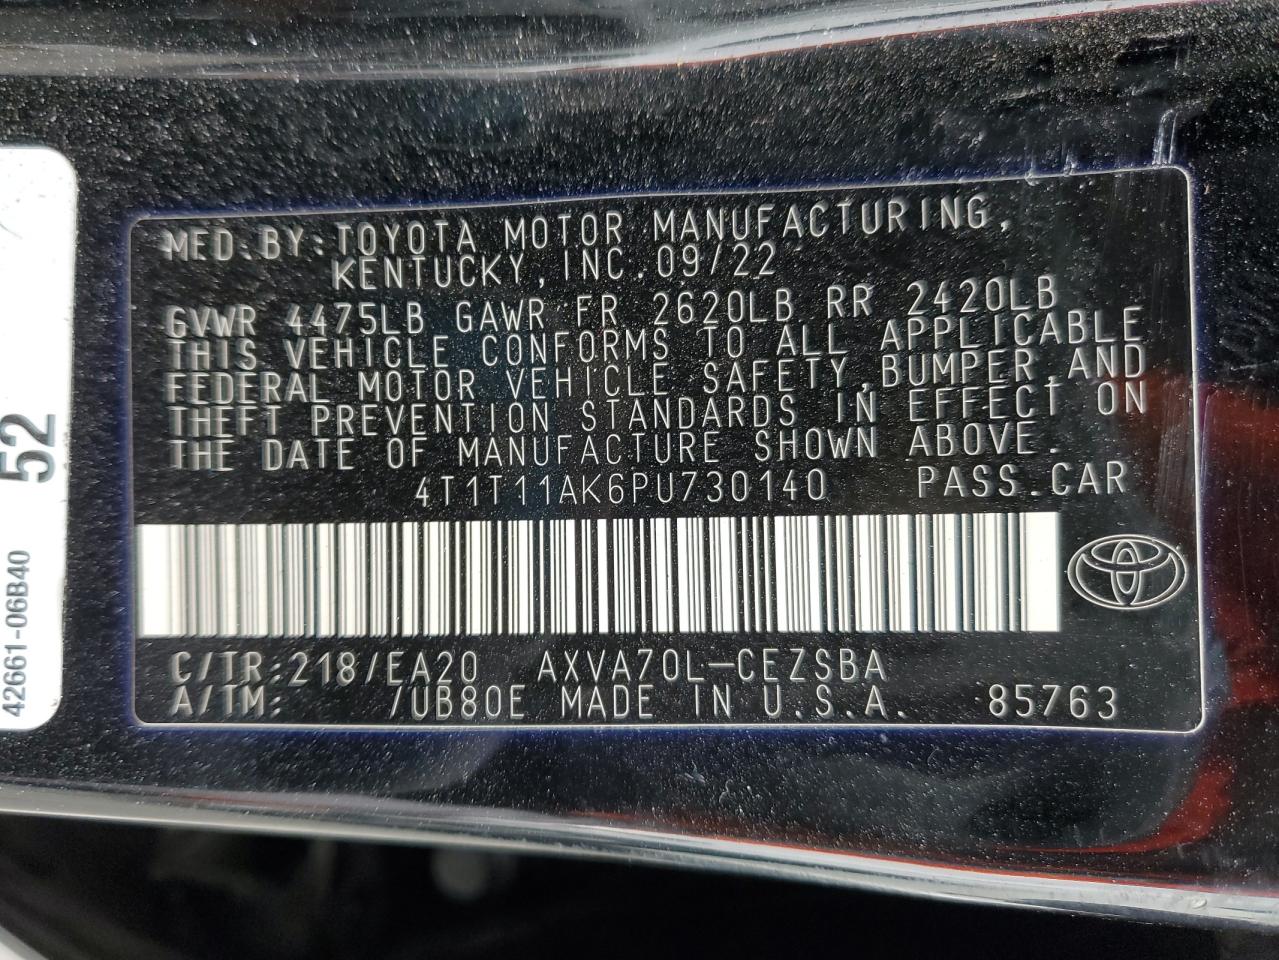 MFD.BY:TOYOTA MOTOR MANUFACTURING,
KENTUCKY,INC.09/22
GVWR 4475LB GAWR FR 2620LB RR 2420LB
THIS VEHICLE CONFORMS TO ALL APPLICABLE
FEDERAL MOTOR VEHICLE SAFETY,BUMPER,AND
THEFT PREVENTION STANDARDS IN EFFECT ON
THE DATE OF MANUFACTURE SHOWN ABOVE.
4T1T11AK6PU730140 PASS.CAR
C/TR:218/EA20 AXVA70L-CEZSBA
A/TM: /UB80E MADE IN U.S.A. 85763
52
42661-06B40